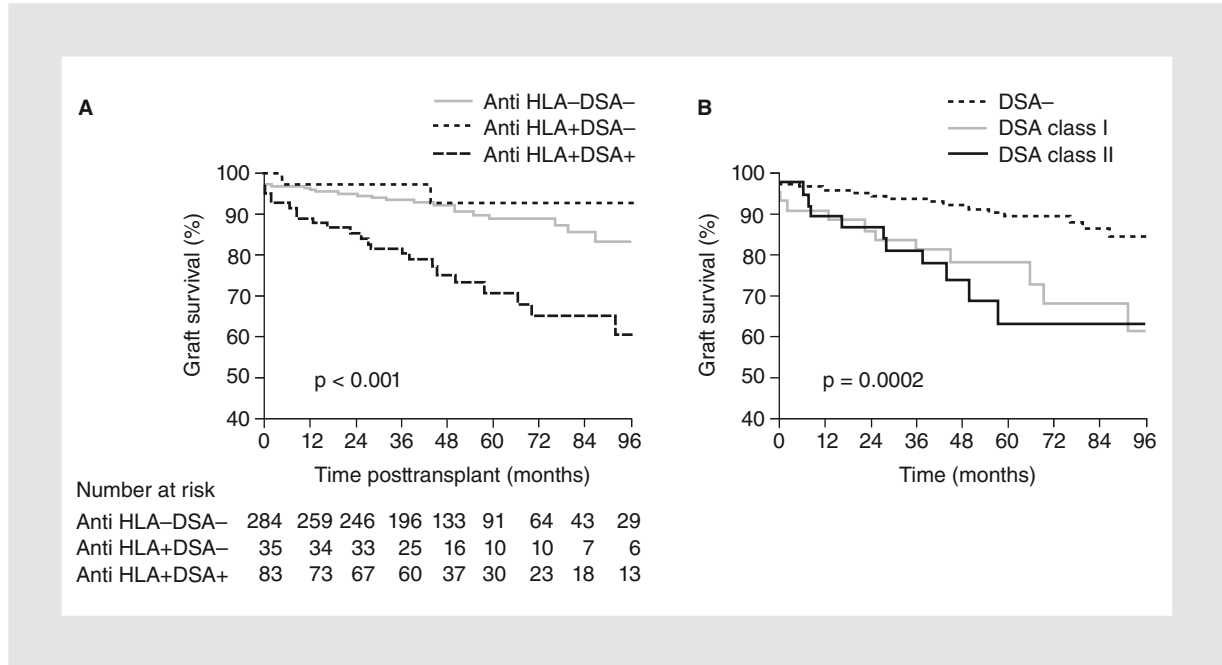 A
Anti HLA–DSA–
Anti HLA+DSA–
Anti HLA+DSA+
100
90
80
70
60
50
40
Graft survival (%)
p < 0.001
0 12 24 36 48 60 72 84 96
Time posttransplant (months)
Number at risk
Anti HLA–DSA– 284 259 246 196 133 91 64 43 29
Anti HLA+DSA– 35 34 33 25 16 10 10 7 6
Anti HLA+DSA+ 83 73 67 60 37 30 23 18 13
B
DSA–
DSA class I
DSA class II
100
90
80
70
60
50
40
Graft survival (%)
p = 0.0002
0 12 24 36 48 60 72 84 96
Time (months)